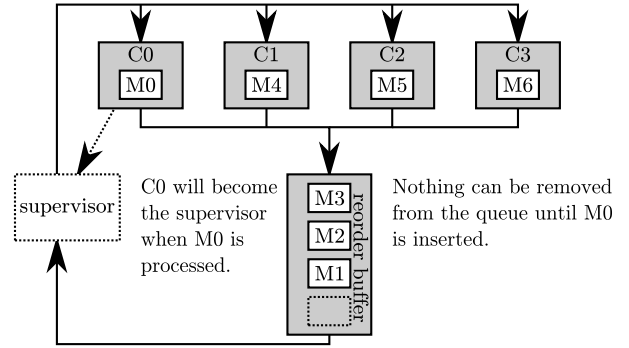 C0
C1
C2
C3
M0
M4
M5
M6
supervisor
C0 will become
the supervisor
when M0 is
processed.
M3
M2
M1
reorder buffer
Nothing can be removed
from the queue until M0
is inserted.